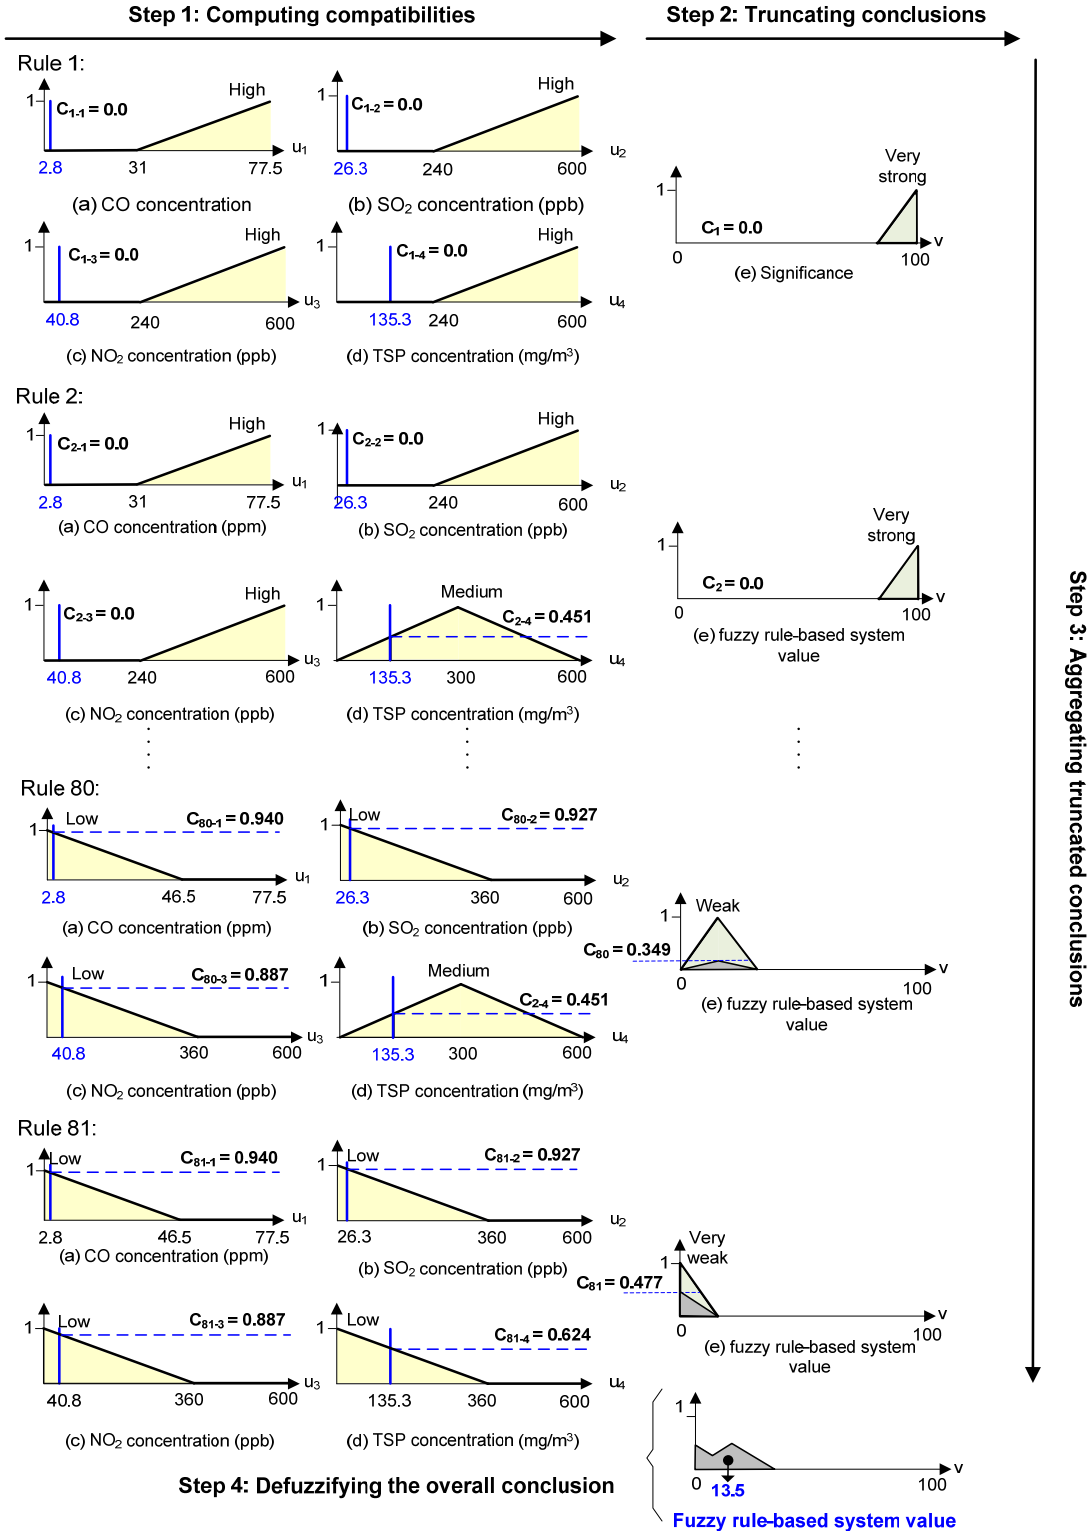 Step 1: Computing compatibilities
Step 2: Truncating conclusions
Rule 1:
High
1
C1-1 = 0.0
u1
2.8
31
77.5
(a) CO concentration
High
1
C1-2 = 0.0
u2
26.3
240
600
(b) SO2 concentration (ppb)
High
1
C1-3 = 0.0
u3
40.8
240
600
(c) NO2 concentration (ppb)
High
1
C1-4 = 0.0
u4
135.3
240
600
(d) TSP concentration (mg/m3)
Very
strong
1
C1 = 0.0
v
0
100
(e) Significance
Rule 2:
High
1
C2-1 = 0.0
u1
2.8
31
77.5
(a) CO concentration (ppm)
High
1
C2-2 = 0.0
u2
26.3
240
600
(b) SO2 concentration (ppb)
High
1
C2-3 = 0.0
u3
40.8
240
600
(c) NO2 concentration (ppb)
Medium
1
C2-4 = 0.451
u4
135.3
300
600
(d) TSP concentration (mg/m3)
Very
strong
1
C2 = 0.0
v
0
100
(e) fuzzy rule-based system
value
Rule 80:
Low
1
C80-1 = 0.940
u1
2.8
46.5
77.5
(a) CO concentration (ppm)
Low
1
C80-2 = 0.927
u2
26.3
360
600
(b) SO2 concentration (ppb)
Low
1
C80-3 = 0.887
u3
40.8
360
600
(c) NO2 concentration (ppb)
Medium
1
C2-4 = 0.451
u4
135.3
300
600
(d) TSP concentration (mg/m3)
Weak
1
C80 = 0.349
v
0
100
(e) fuzzy rule-based system
value
Rule 81:
Low
1
C81-1 = 0.940
u1
2.8
46.5
77.5
(a) CO concentration (ppm)
Low
1
C81-2 = 0.927
u2
26.3
360
600
(b) SO2 concentration (ppb)
Low
1
C81-3 = 0.887
u3
40.8
360
600
(c) NO2 concentration (ppb)
Low
1
C81-4 = 0.624
u4
135.3
360
600
(d) TSP concentration (mg/m3)
Very
weak
1
C81 = 0.477
v
0
100
(e) fuzzy rule-based system
value
Step 3: Aggregating truncated conclusions
1
v
0
13.5
100
Step 4: Defuzzifying the overall conclusion
Fuzzy rule-based system value